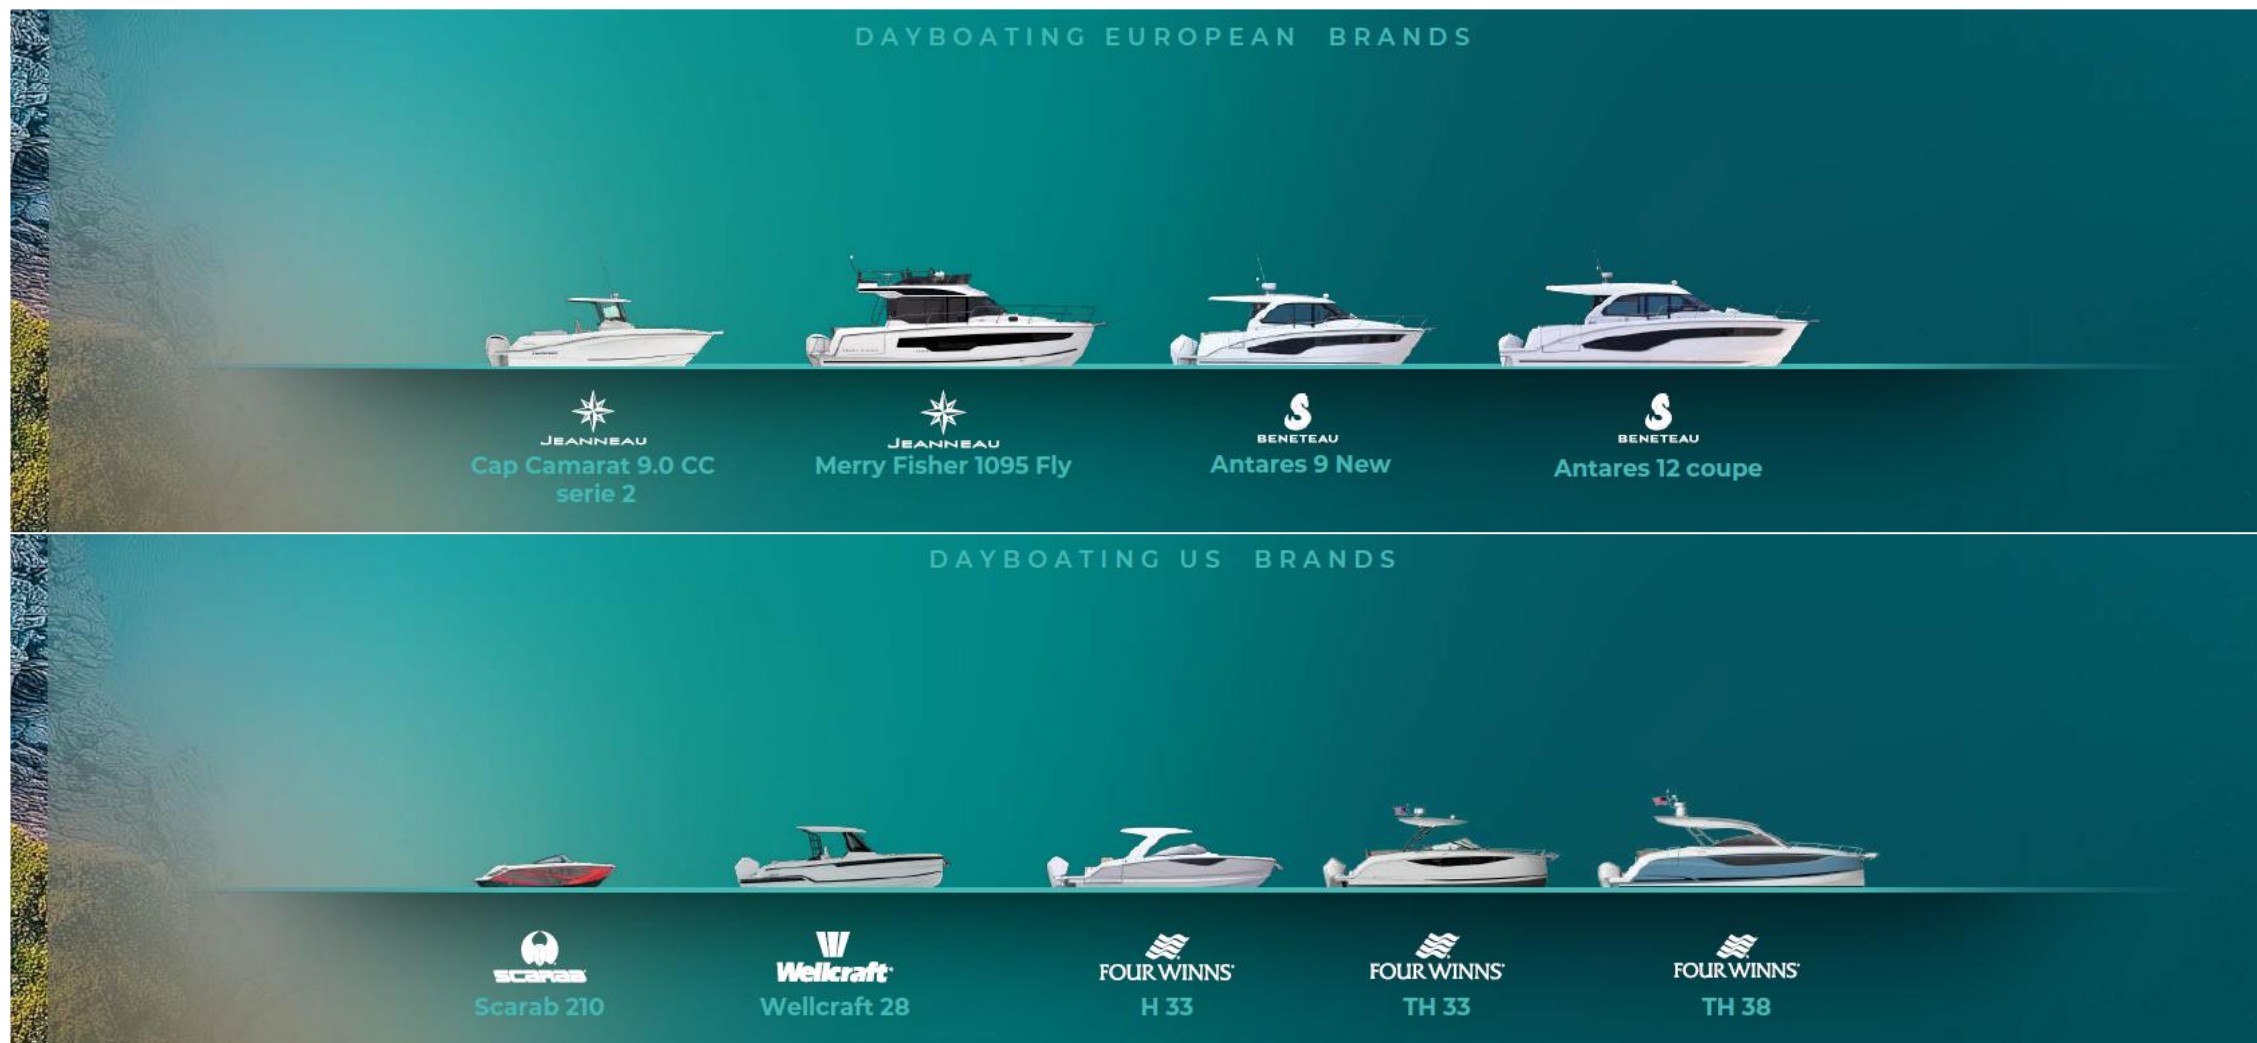 DAYBOATING EUROPEAN BRANDS
JEANNEAU
Cap Camarat 9.0 CC
serie 2
JEANNEAU
Merry Fisher 1095 Fly
BENETEAU
Antares 9 New
BENETEAU
Antares 12 coupe
DAYBOATING US BRANDS
SCARAB
Scarab 210
Wellcraft
Wellcraft 28
FOUR WINNS
H 33
FOUR WINNS
TH 33
FOUR WINNS
TH 38